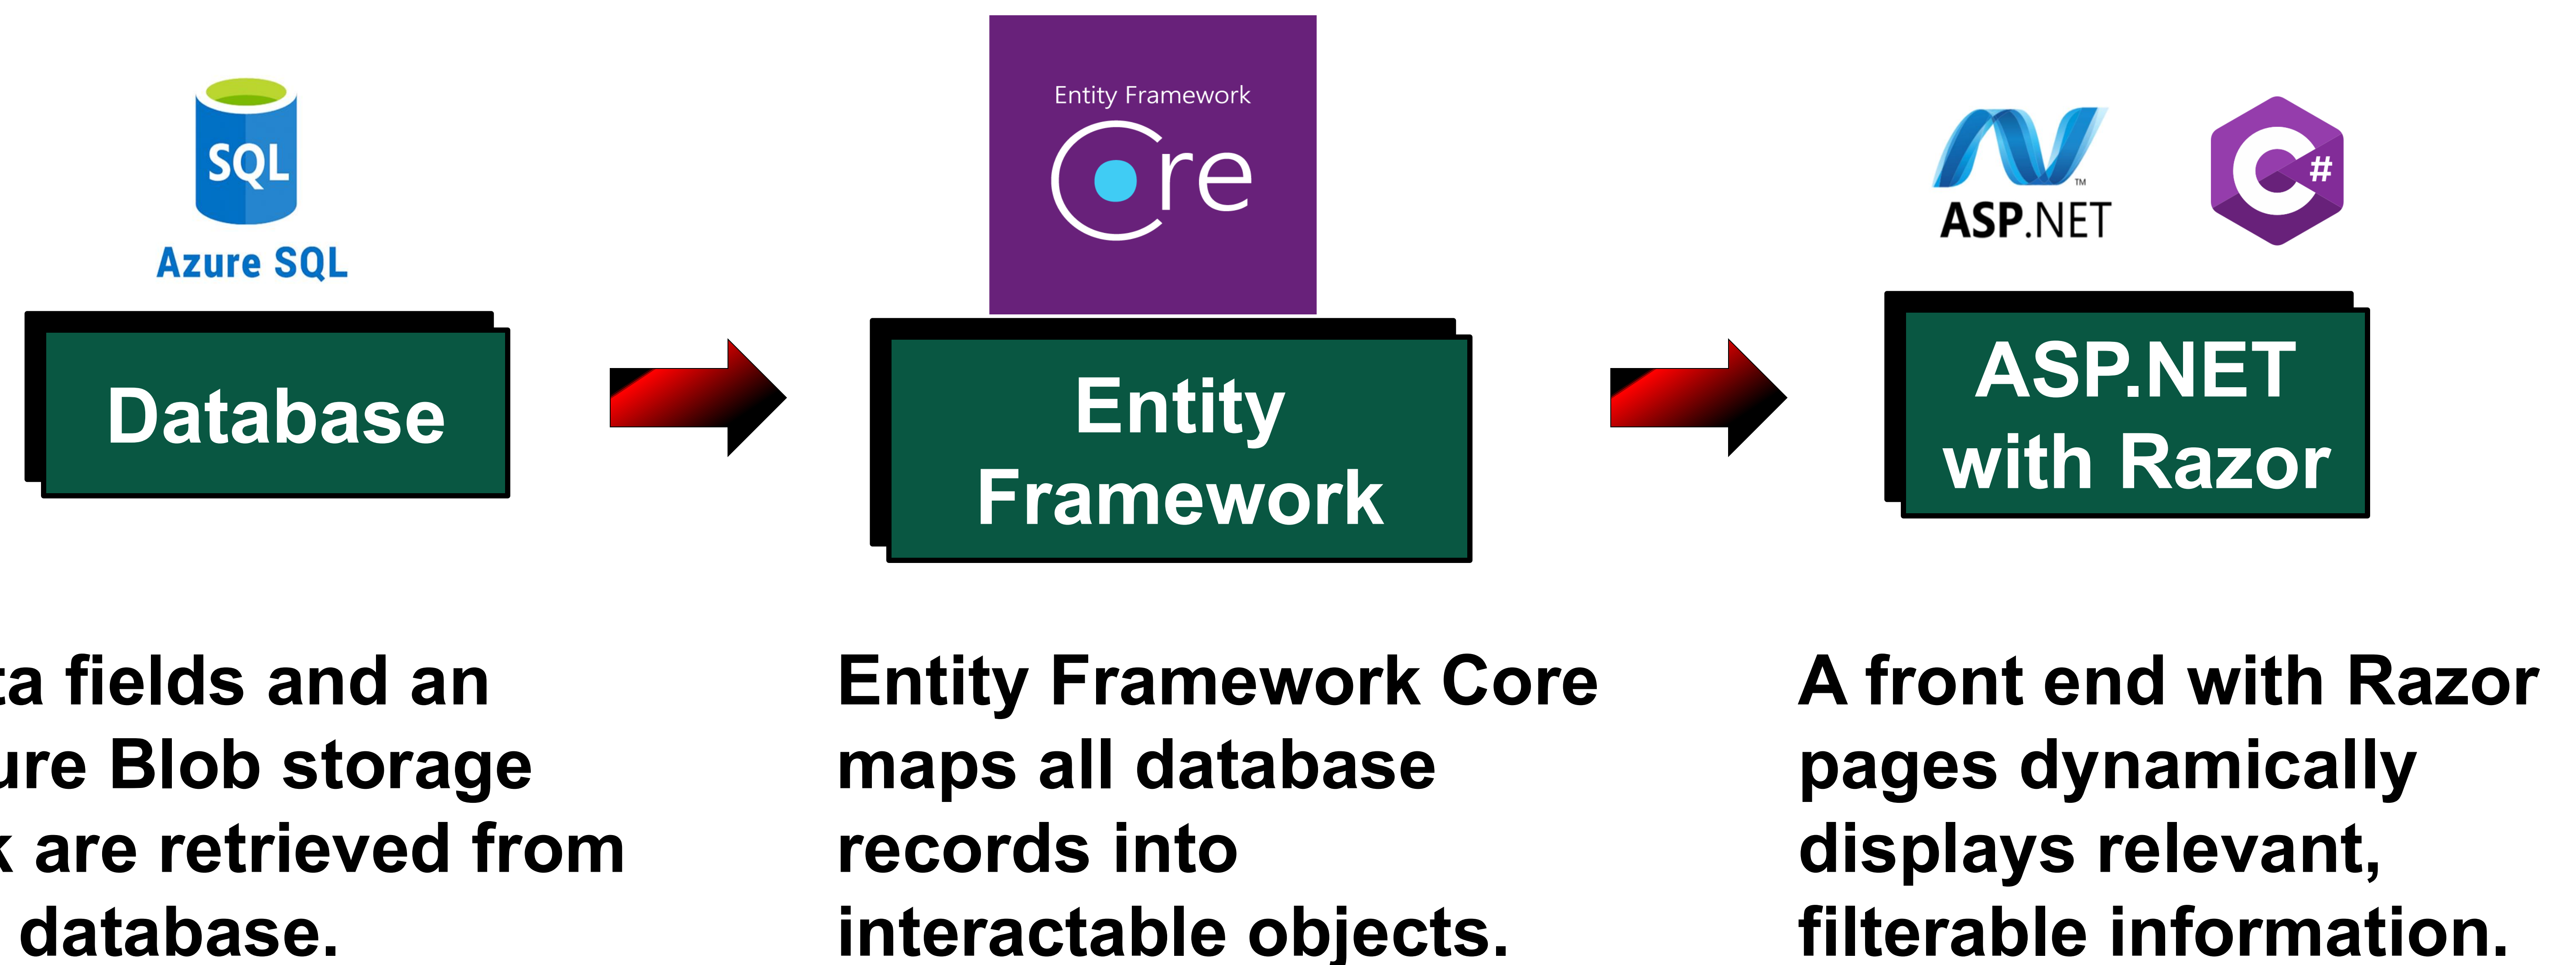 SQL
Azure SQL
Database
ta fields and an
ure Blob storage
k are retrieved from
database.
Entity Framework
Core
Entity
Framework
Entity Framework Core
maps all database
records into
interactable objects.
ASP.NET
TM
C#
ASP.NET
with Razor
A front end with Razor
pages dynamically
displays relevant,
filterable information.